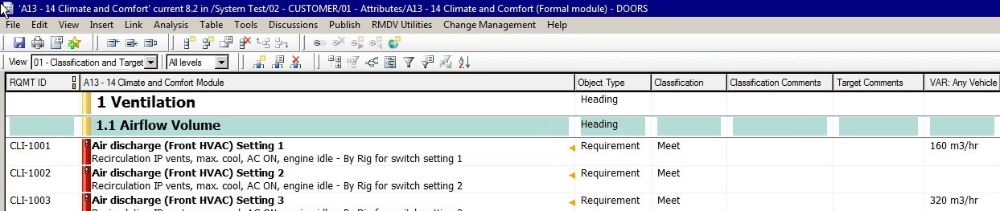 'A13 - 14 Climate and Comfort' current 8.2 in /System Test/02 - CUSTOMER/01 - Attributes/A13 - 14 Climate and Comfort (Formal module) - DOORS
File Edit View Insert Link Analysis Table Tools Discussions Publish RMDV Utilities Change Management Help
View 01 - Classification and Target All levels
RQMT ID A13 - 14 Climate and Comfort Module Object Type Classification Classification Comments Target Comments VAR: Any Vehicle
1 Ventilation Heading
1.1 Airflow Volume Heading
CLI-1001 Air discharge (Front HVAC) Setting 1 Requirement Meet 160 m3/hr
Recirculation IP vents, max. cool, AC ON, engine idle - By Rig for switch setting 1
CLI-1002 Air discharge (Front HVAC) Setting 2 Requirement Meet
Recirculation IP vents, max. cool, AC ON, engine idle - By Rig for switch setting 2
CLI-1003 Air discharge (Front HVAC) Setting 3 Requirement Meet 320 m3/hr